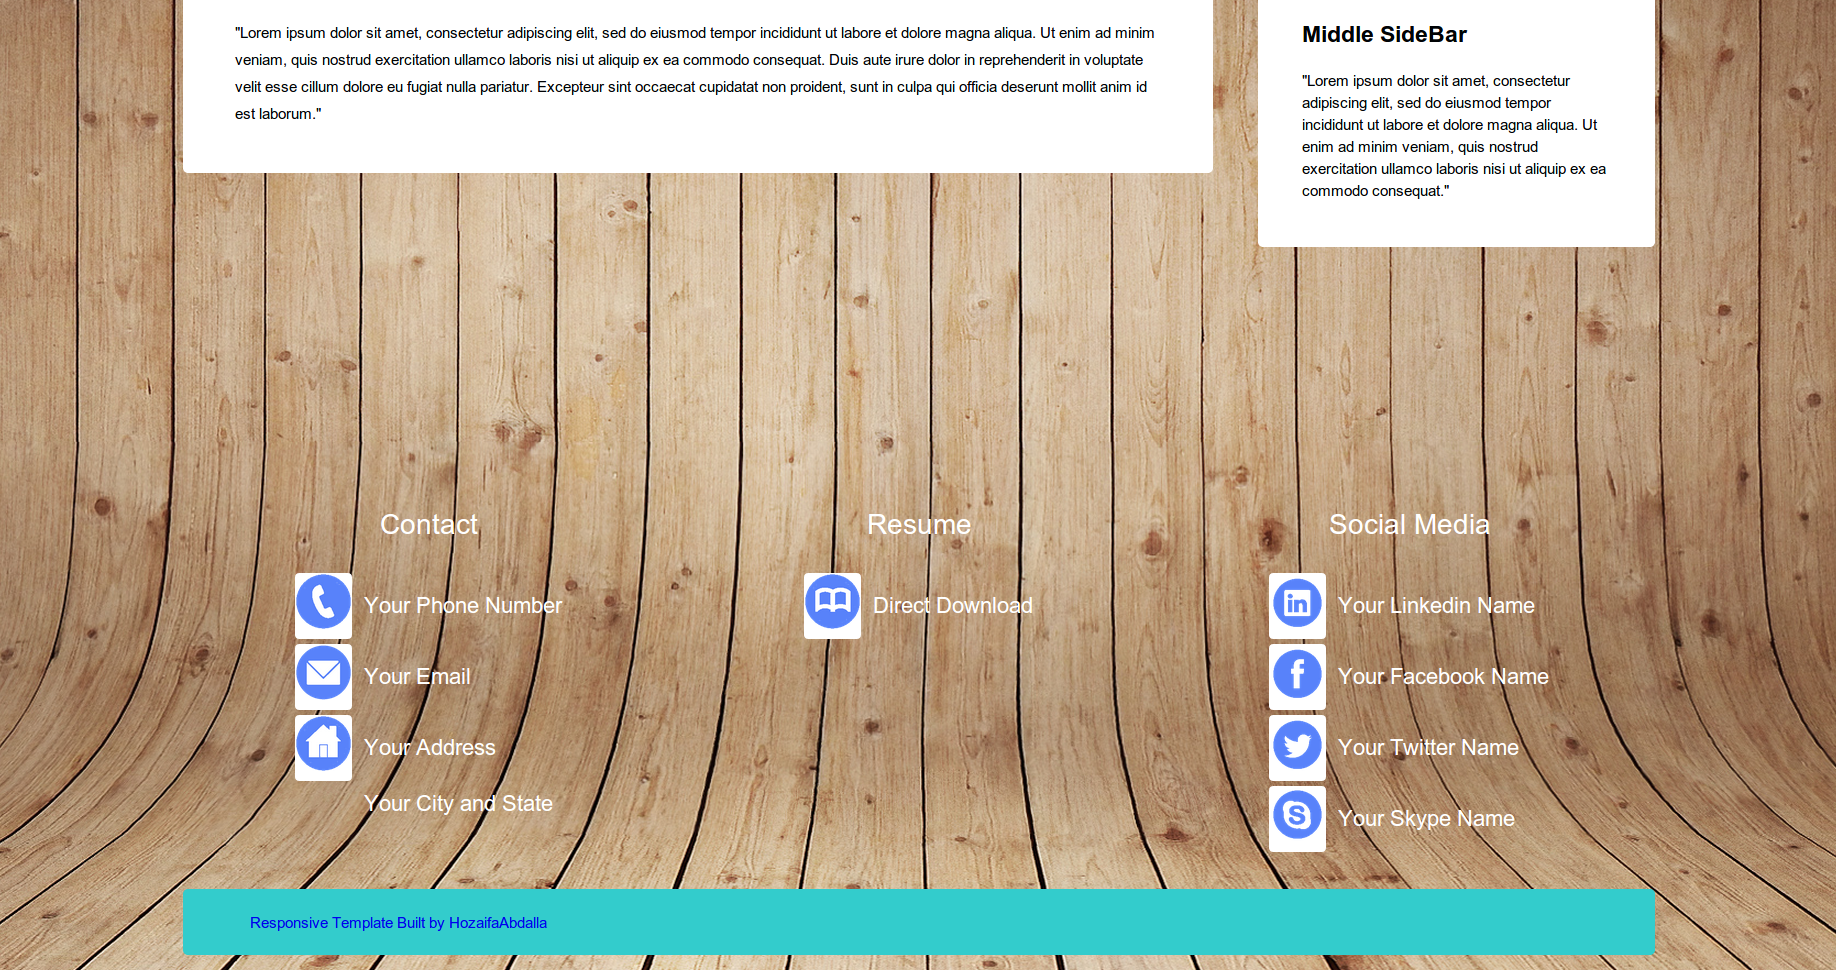 "Lorem ipsum dolor sit amet, consectetur adipiscing elit, sed do eiusmod tempor incididunt ut labore et dolore magna aliqua. Ut enim ad minim
veniam, quis nostrud exercitation ullamco laboris nisi ut aliquip ex ea commodo consequat. Duis aute irure dolor in reprehenderit in voluptate
velit esse cillum dolore eu fugiat nulla pariatur. Excepteur sint occaecat cupidatat non proident, sunt in culpa qui officia deserunt mollit anim id
est laborum."
Middle SideBar
"Lorem ipsum dolor sit amet, consectetur
adipiscing elit, sed do eiusmod tempor
incididunt ut labore et dolore magna aliqua. Ut
enim ad minim veniam, quis nostrud
exercitation ullamco laboris nisi ut aliquip ex ea
commodo consequat."
Contact
Your Phone Number
Your Email
Your Address
Your City and State
Resume
Direct Download
Social Media
Your Linkedin Name
Your Facebook Name
Your Twitter Name
Your Skype Name
Responsive Template Built by HozaifaAbdalla